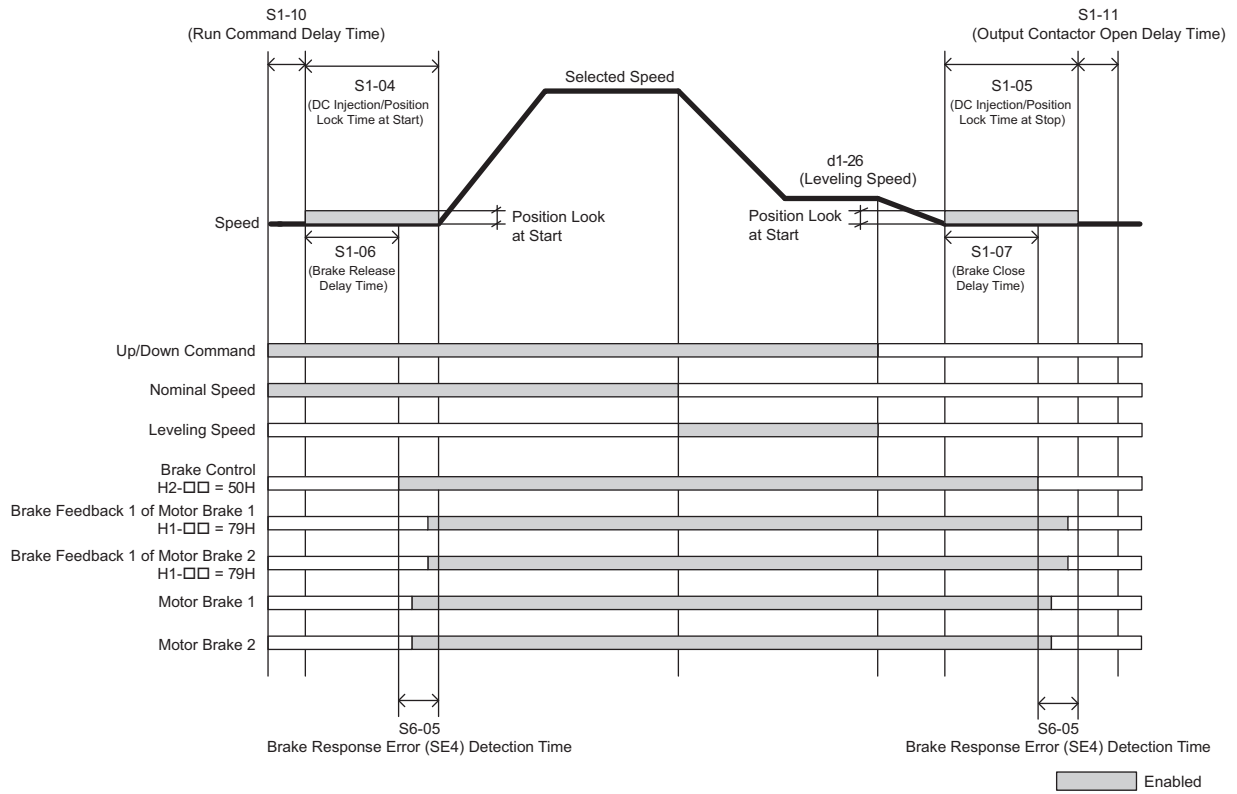 S1-10
(Run Command Delay Time)
S1-11
(Output Contactor Open Delay Time)
S1-04
(DC Injection/Position
Lock Time at Start)
Selected Speed
S1-05
(DC Injection/Position
Lock Time at Stop)
d1-26
(Leveling Speed)
Speed
Position Look
at Start
Position Look
at Start
S1-06
(Brake Release
Delay Time)
S1-07
(Brake Close
Delay Time)
Up/Down Command
Nominal Speed
Leveling Speed
Brake Control
H2-□□ = 50H
Brake Feedback 1 of Motor Brake 1
H1-□□ = 79H
Brake Feedback 1 of Motor Brake 2
H1-□□ = 79H
Motor Brake 1
Motor Brake 2
S6-05
Brake Response Error (SE4) Detection Time
S6-05
Brake Response Error (SE4) Detection Time
Enabled